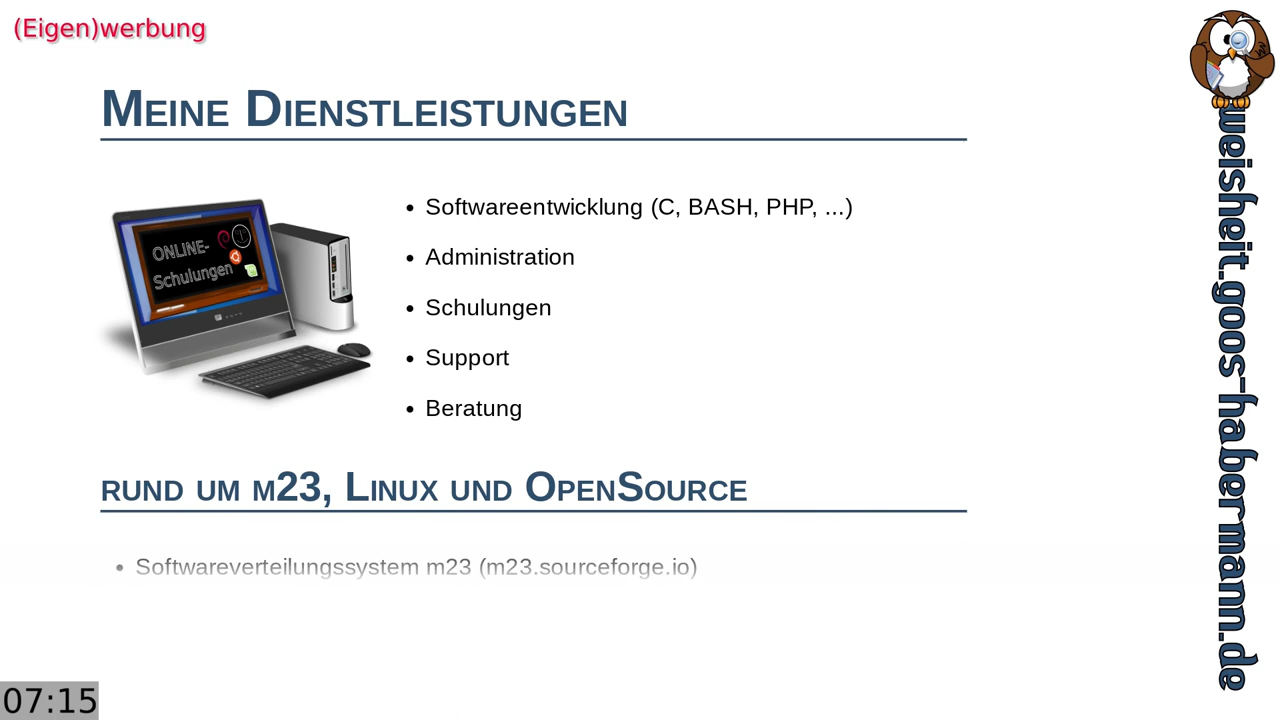 (Eigen)werbung
Meine Dienstleistungen
ONLINE-
Schulungen
Softwareentwicklung (C, BASH, PHP, ...)
Administration
Schulungen
Support
Beratung
rund um m23, Linux und OpenSource
Softwareverteilungssystem m23 (m23.sourceforge.io)
07:15
weisheit.goos-habermann.de